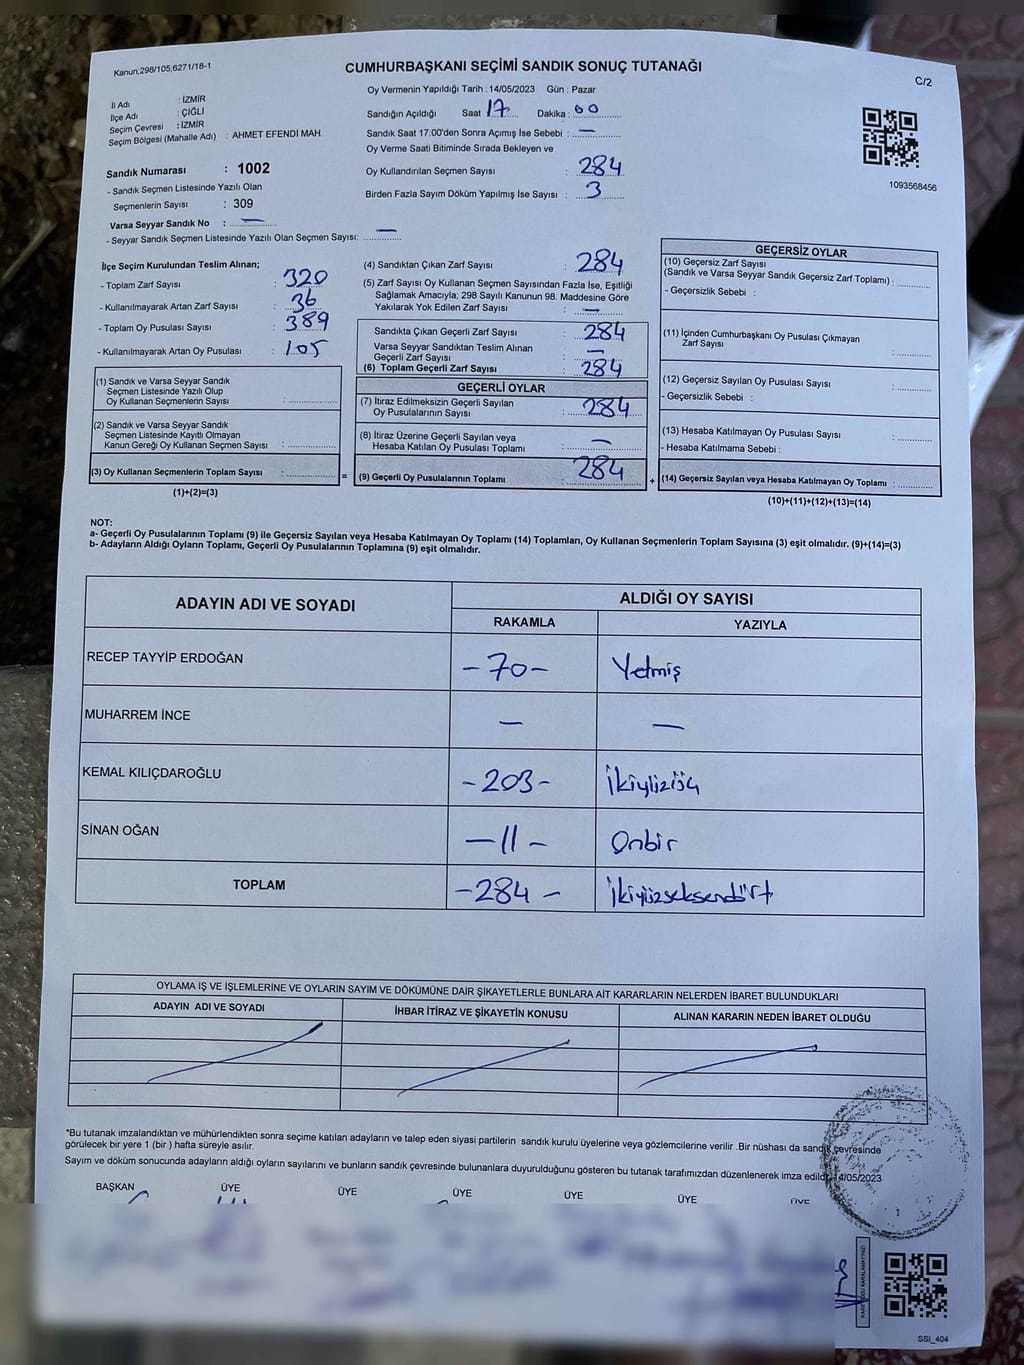 Kanun;298/105;6271/18-1
CUMHURBAŞKANI SEÇİMİ SANDIK SONUÇ TUTANAĞI
C/2
İl Adı : İZMİR
İlçe Adı : ÇİĞLİ
Seçim Çevresi : İZMİR
Seçim Bölgesi (Mahalle Adı) : AHMET EFENDİ MAH.
Sandık Numarası : 1002
- Sandık Seçmen Listesinde Yazılı Olan
Seçmenlerin Sayısı : 309
Varsa Seyyar Sandık No : —
- Seyyar Sandık Seçmen Listesinde Yazılı Olan Seçmen Sayısı: —
Oy Vermenin Yapıldığı Tarih : 14/05/2023 Gün : Pazar
Sandığın Açıldığı Saat 17 Dakika : 00
Sandık Saat 17:00'den Sonra Açımış İse Sebebi : —
Oy Verme Saati Bitiminde Sırada Bekleyen ve
Oy Kullandırılan Seçmen Sayısı : 284
Birden Fazla Sayım Döküm Yapılmış İse Sayısı : 3
1093568456
İlçe Seçim Kurulundan Teslim Alınan;
- Toplam Zarf Sayısı : 320
- Kullanılmayarak Artan Zarf Sayısı : 36
- Toplam Oy Pusulası Sayısı : 389
- Kullanılmayarak Artan Oy Pusulası : 105
(1) Sandık ve Varsa Seyyar Sandık
Seçmen Listesinde Yazılı Olup
Oy Kullanan Seçmenlerin Sayısı :
(2) Sandık ve Varsa Seyyar Sandık
Seçmen Listesinde Kayıtlı Olmayan
Kanun Gereği Oy Kullanan Seçmen Sayısı :
(3) Oy Kullanan Seçmenlerin Toplam Sayısı : =
(1)+(2)=(3)
(4) Sandıktan Çıkan Zarf Sayısı : 284
(5) Zarf Sayısı Oy Kullanan Seçmen Sayısından Fazla İse, Eşitliği
Sağlamak Amacıyla; 298 Sayılı Kanunun 98. Maddesine Göre
Yakılarak Yok Edilen Zarf Sayısı : —
Sandıkta Çıkan Geçerli Zarf Sayısı : 284
Varsa Seyyar Sandıktan Teslim Alınan
Geçerli Zarf Sayısı : —
(6) Toplam Geçerli Zarf Sayısı : 284
GEÇERLİ OYLAR
(7) İtiraz Edilmeksizin Geçerli Sayılan
Oy Pusulalarının Sayısı : 284
(8) İtiraz Üzerine Geçerli Sayılan veya
Hesaba Katılan Oy Pusulası Toplamı : —
(9) Geçerli Oy Pusulalarının Toplamı : 284 +
GEÇERSİZ OYLAR
(10) Geçersiz Zarf Sayısı
(Sandık ve Varsa Seyyar Sandık Geçersiz Zarf Toplamı) :
- Geçersizlik Sebebi :
(11) İçinden Cumhurbaşkanı Oy Pusulası Çıkmayan
Zarf Sayısı :
(12) Geçersiz Sayılan Oy Pusulası Sayısı :
- Geçersizlik Sebebi :
(13) Hesaba Katılmayan Oy Pusulası Sayısı :
- Hesaba Katılmama Sebebi :
(14) Geçersiz Sayılan veya Hesaba Katılmayan Oy Toplamı :
(10)+(11)+(12)+(13)=(14)
NOT:
a- Geçerli Oy Pusulalarının Toplamı (9) ile Geçersiz Sayılan veya Hesaba Katılmayan Oy Toplamı (14) Toplamları, Oy Kullanan Seçmenlerin Toplam Sayısına (3) eşit olmalıdır. (9)+(14)=(3)
b- Adayların Aldığı Oyların Toplamı, Geçerli Oy Pusulalarının Toplamına (9) eşit olmalıdır.
ADAYIN ADI VE SOYADI
ALDIĞI OY SAYISI
RAKAMLA YAZIYLA
RECEP TAYYİP ERDOĞAN -70- Yetmiş
MUHARREM İNCE — —
KEMAL KILIÇDAROĞLU -203- İkiyüzüç
SİNAN OĞAN -11- Onbir
TOPLAM -284- İkiyüzseksendört
OYLAMA İŞ VE İŞLEMLERİNE VE OYLARIN SAYIM VE DÖKÜMÜNE DAİR ŞİKAYETLERLE BUNLARA AİT KARARLARIN NELERDEN İBARET BULUNDUKLARI
ADAYIN ADI VE SOYADI İHBAR İTİRAZ VE ŞİKAYETİN KONUSU ALINAN KARARIN NEDEN İBARET OLDUĞU
*Bu tutanak imzalandıktan ve mühürlendikten sonra seçime katılan adayların ve talep eden siyasi partilerin sandık kurulu üyelerine veya gözlemcilerine verilir .Bir nüshası da sandık çevresinde
görülecek bir yere 1 (bir ) hafta süreyle asılır.
Sayım ve döküm sonucunda adayların aldığı oyların sayılarını ve bunların sandık çevresinde bulunanlara duyurulduğunu gösteren bu tutanak tarafımızdan düzenlenerek imza edildi. 14/05/2023
BAŞKAN ÜYE ÜYE ÜYE ÜYE ÜYE ÜYE
SSI_404